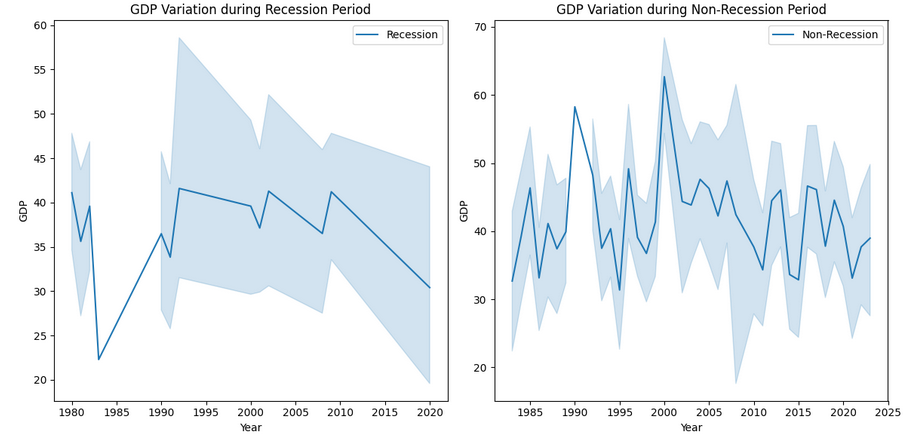 GDP Variation during Recession Period
GDP
60
55
50
45
40
35
30
25
20
Recession
1980 1985 1990 1995 2000 2005 2010 2015 2020
Year
GDP Variation during Non-Recession Period
GDP
70
60
50
40
30
20
Non-Recession
1985 1990 1995 2000 2005 2010 2015 2020 2025
Year